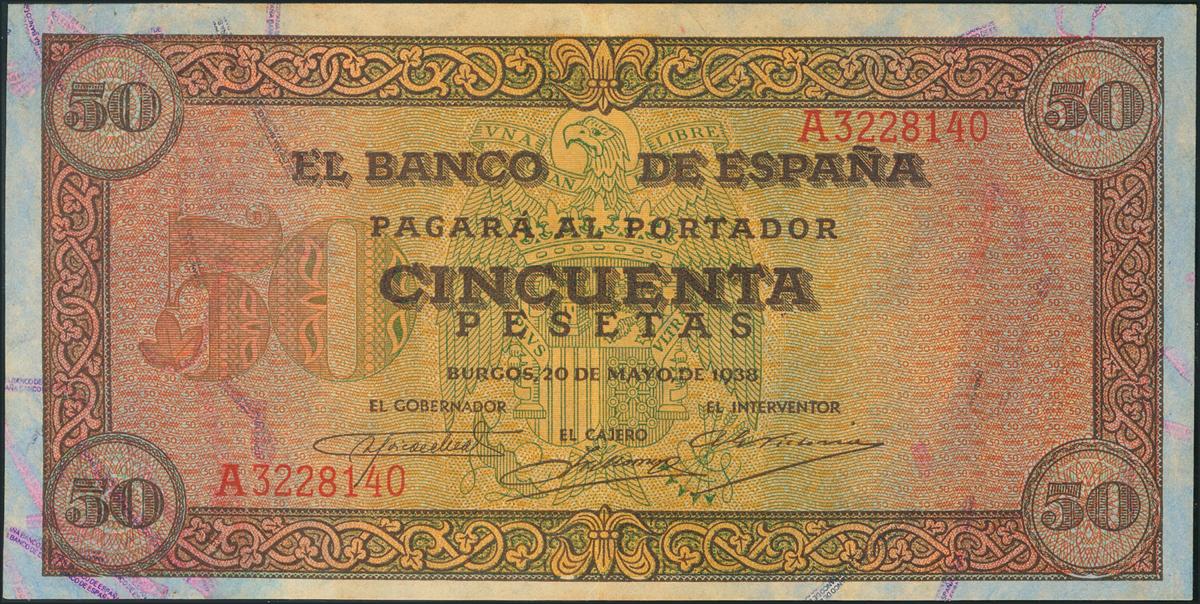 50 50
VNA LIBRE
A3228140
EL BANCO DE ESPAÑA
PAGARÁ AL PORTADOR
50
CINCUENTA
PESETAS
BURGOS, 20 DE MAYO, DE 1938
EL GOBERNADOR EL INTERVENTOR
EL CAJERO
A3228140
50 50